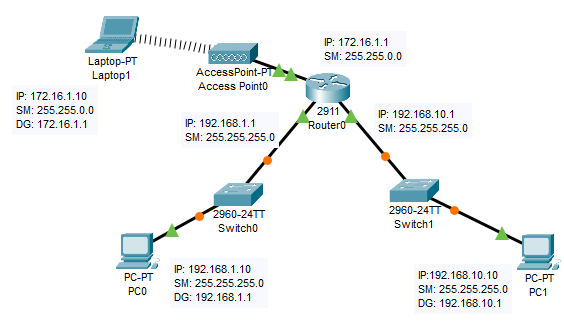 IP: 172.16.1.1
SM: 255.255.0.0
Laptop-PT
Laptop1
AccessPoint-PT
Access Point0
2911
Router0
IP: 172.16.1.10
SM: 255.255.0.0
DG: 172.16.1.1
IP: 192.168.1.1
SM: 255.255.255.0
IP: 192.168.10.1
SM: 255.255.255.0
2960-24TT
Switch0
2960-24TT
Switch1
PC-PT
PC0
IP: 192.168.1.10
SM: 255.255.255.0
DG: 192.168.1.1
IP:192.168.10.10
SM: 255.255.255.0
DG: 192.168.10.1
PC-PT
PC1